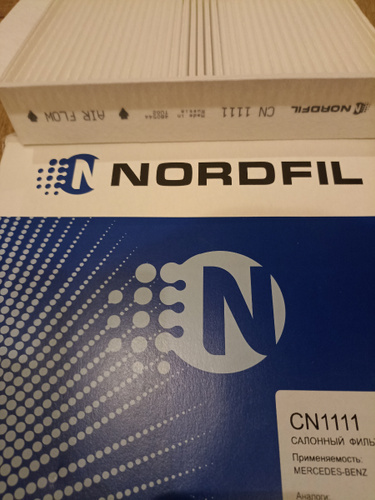 NORDFIL CN 1111 AIR FLOW
NORDFIL
N
CN1111
САЛОННЫЙ ФИЛЬ
Применяемость:
MERCEDES-BENZ
Аналоги: